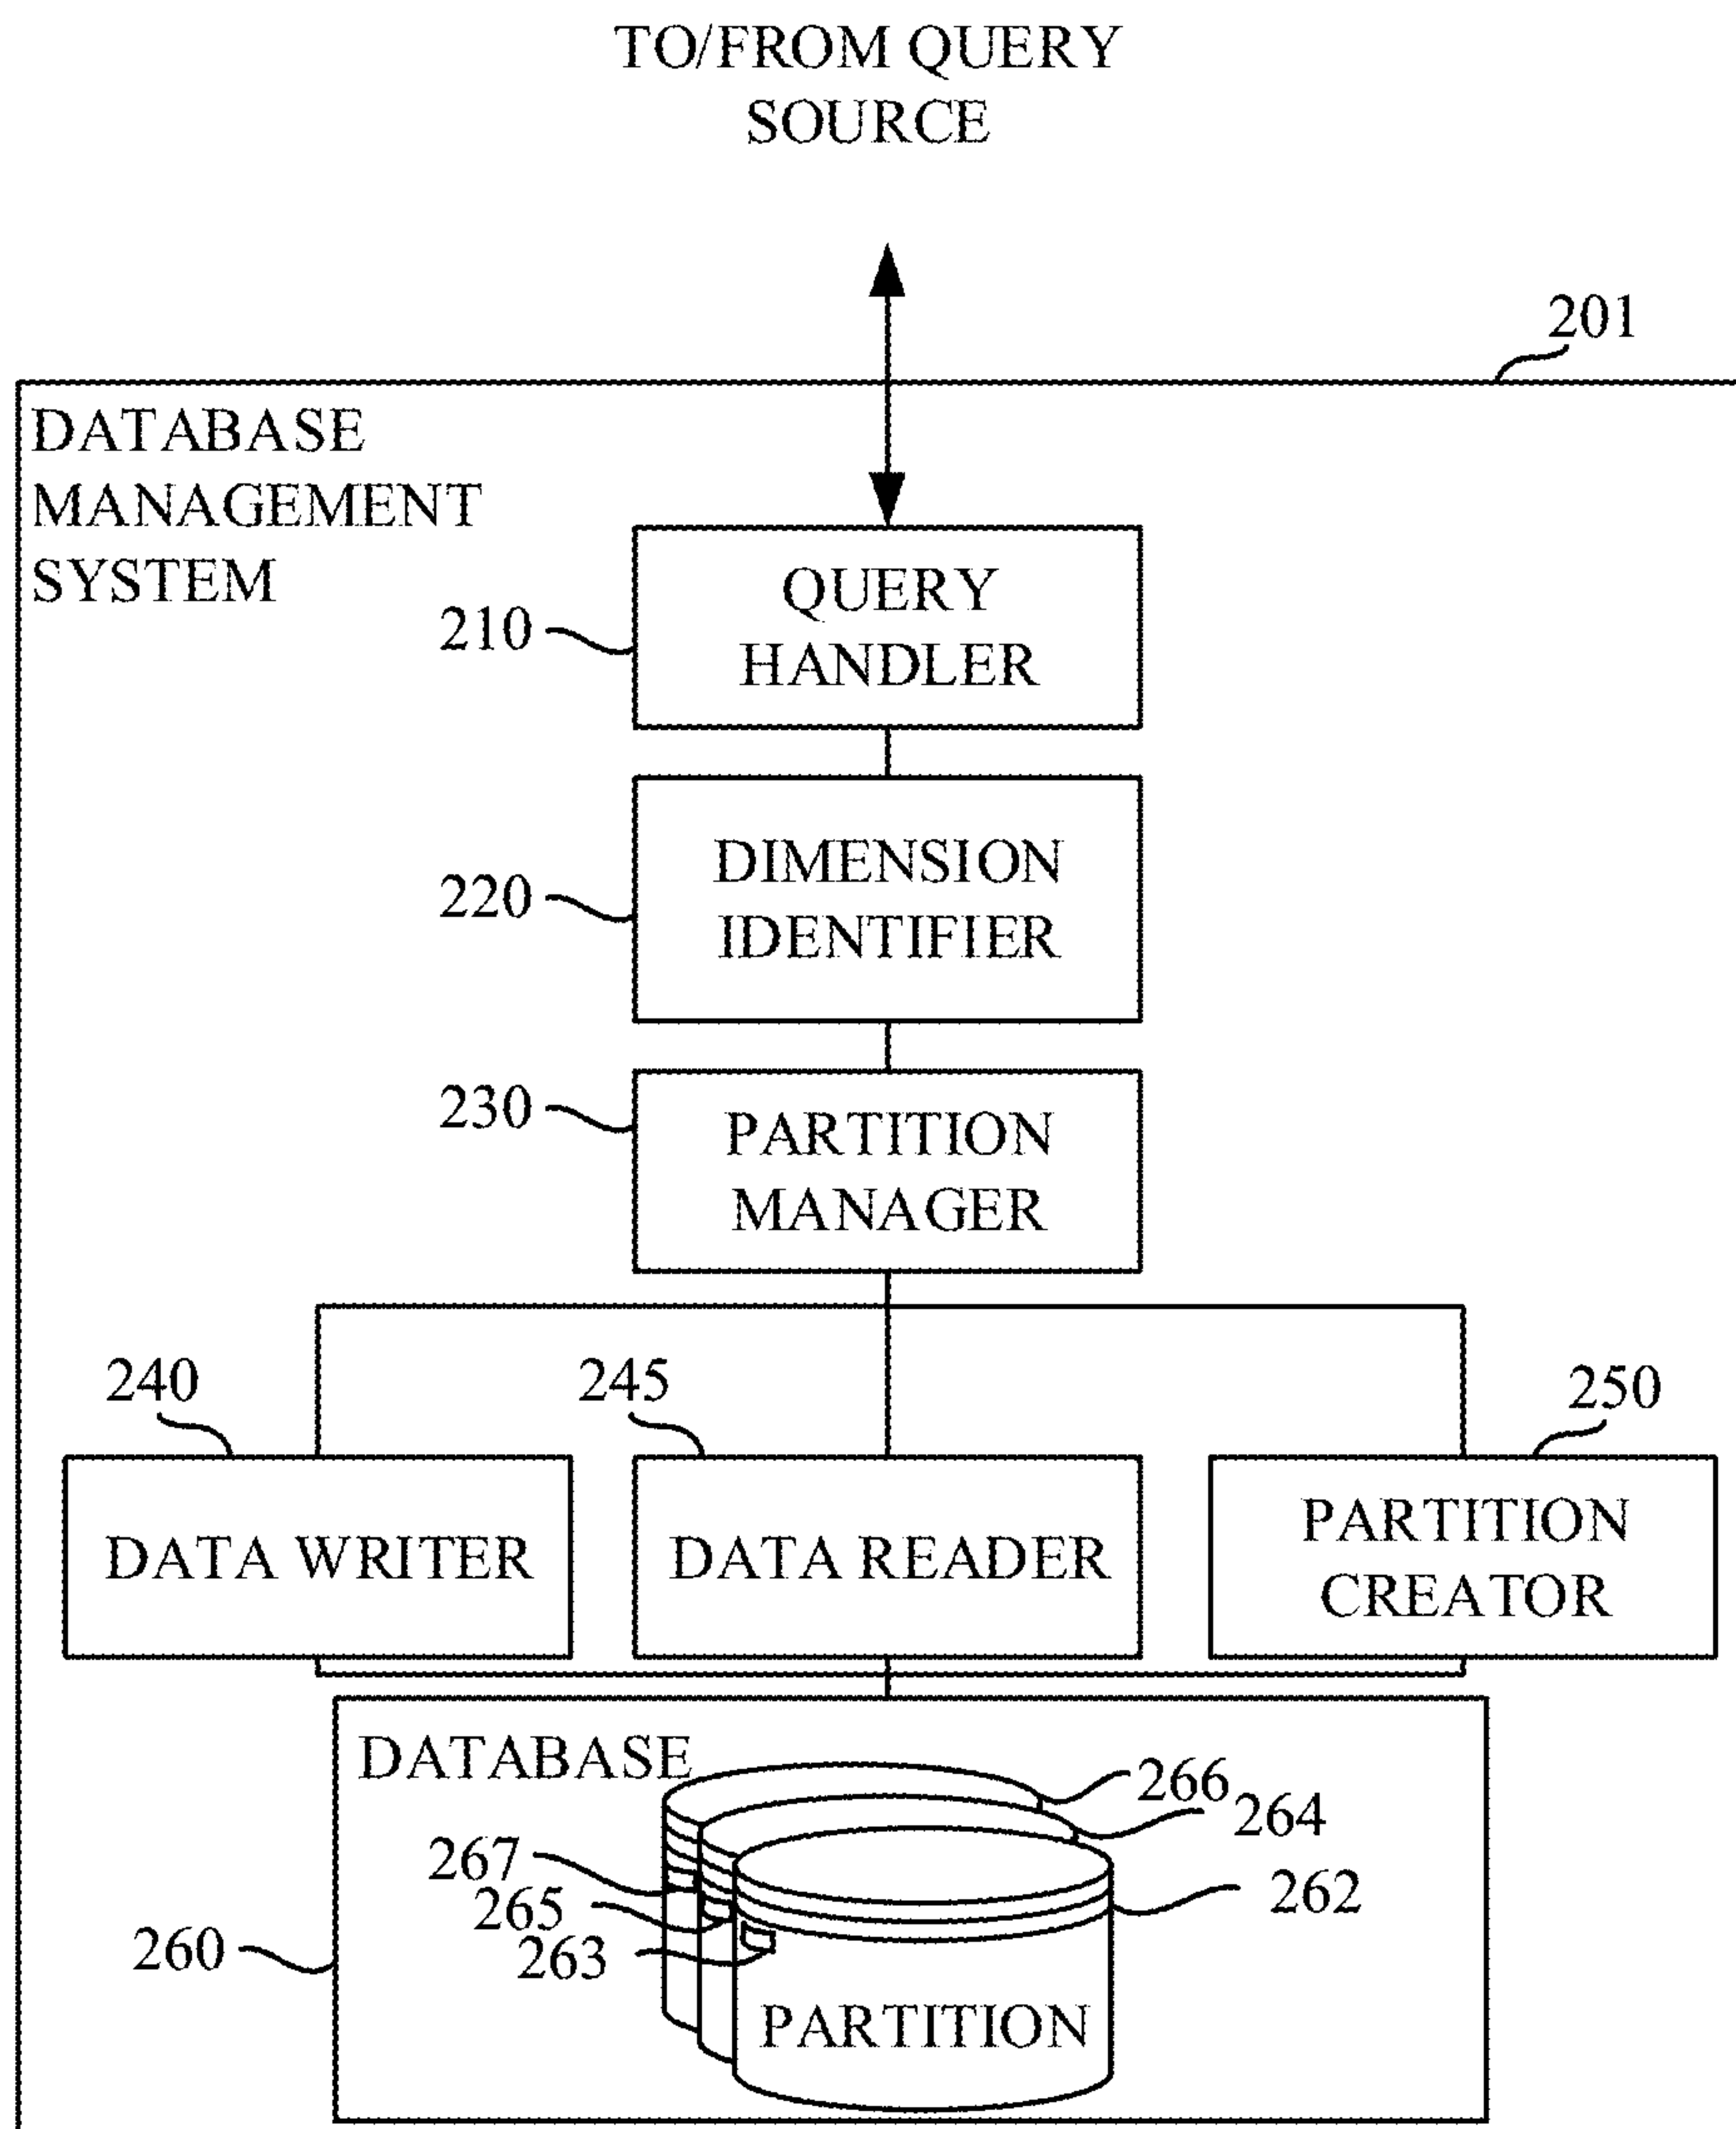 TO/FROM QUERY
SOURCE
201
DATABASE
MANAGEMENT
SYSTEM
210
QUERY
HANDLER
220
DIMENSION
IDENTIFIER
230
PARTITION
MANAGER
240
245
250
DATA WRITER
DATA READER
PARTITION
CREATOR
DATABASE
266
264
267
265
262
263
260
PARTITION